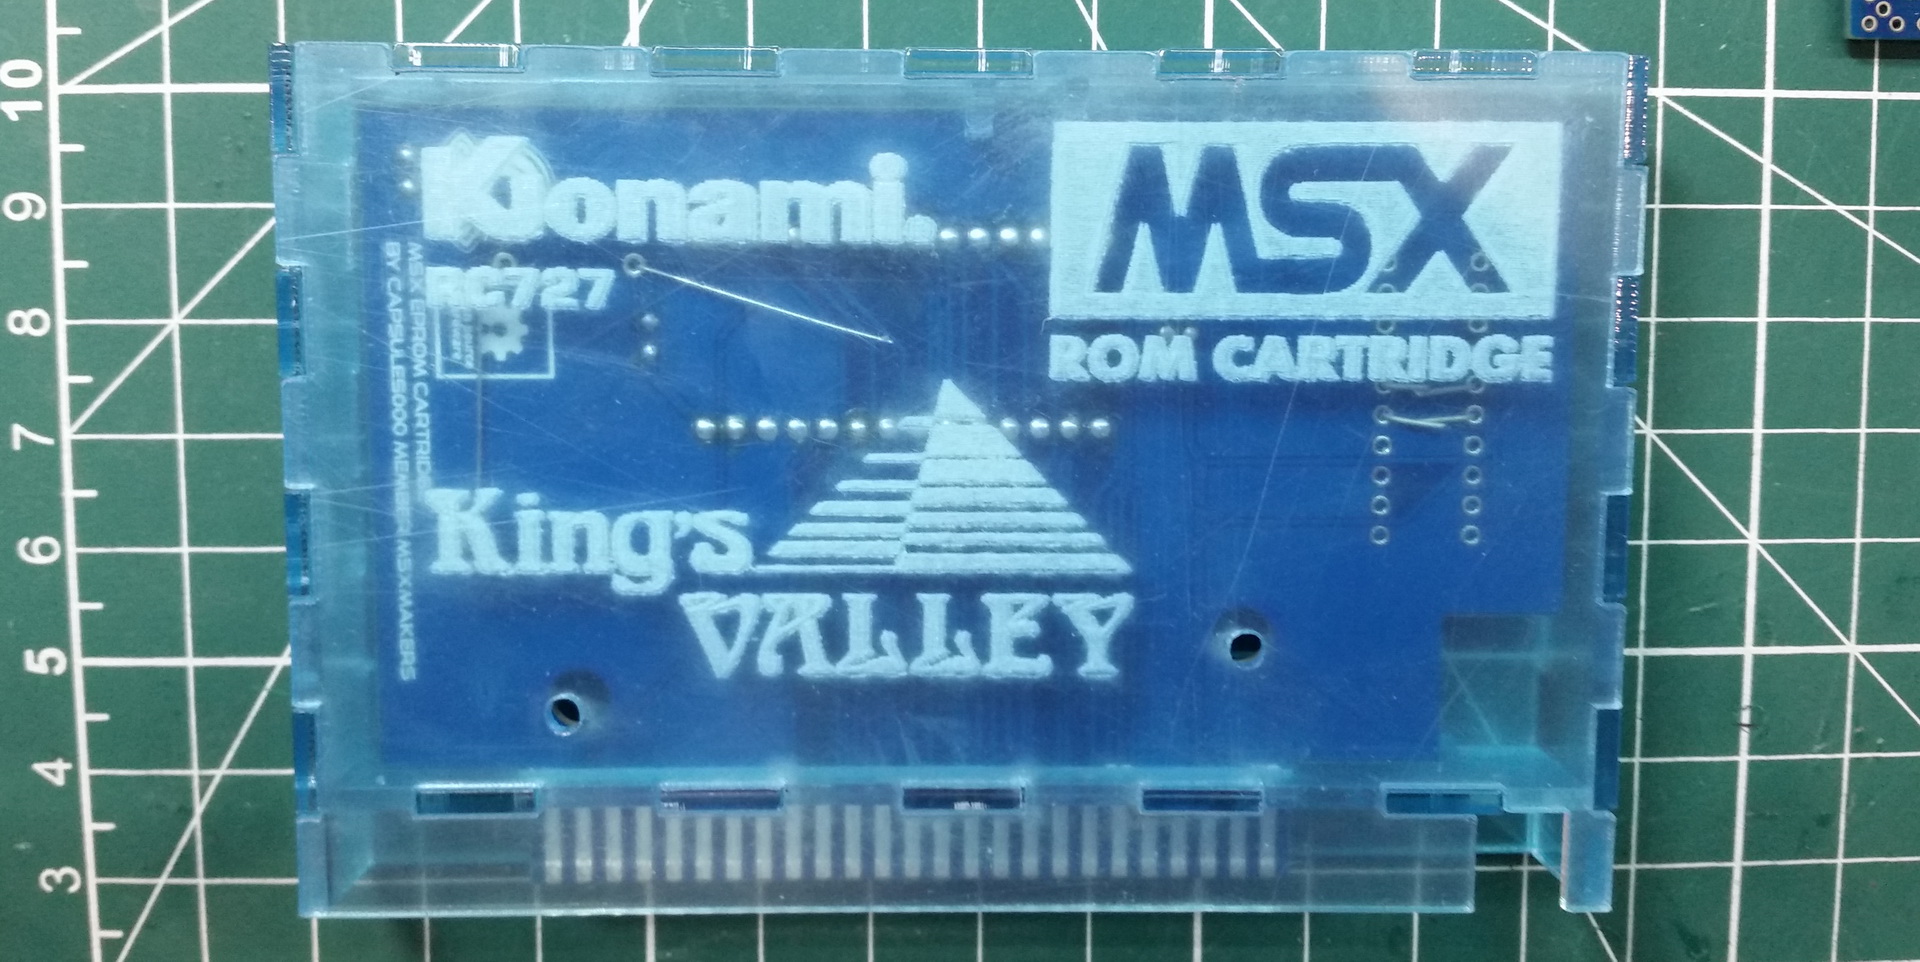 Konami®
MSX
RC727
ROM CARTRIDGE
King's
VALLEY
MSX EPROM CARTRIDGE
BY CAPSULE5000 MEMBER MSXMAKERS
10
9
8
7
6
5
4
3